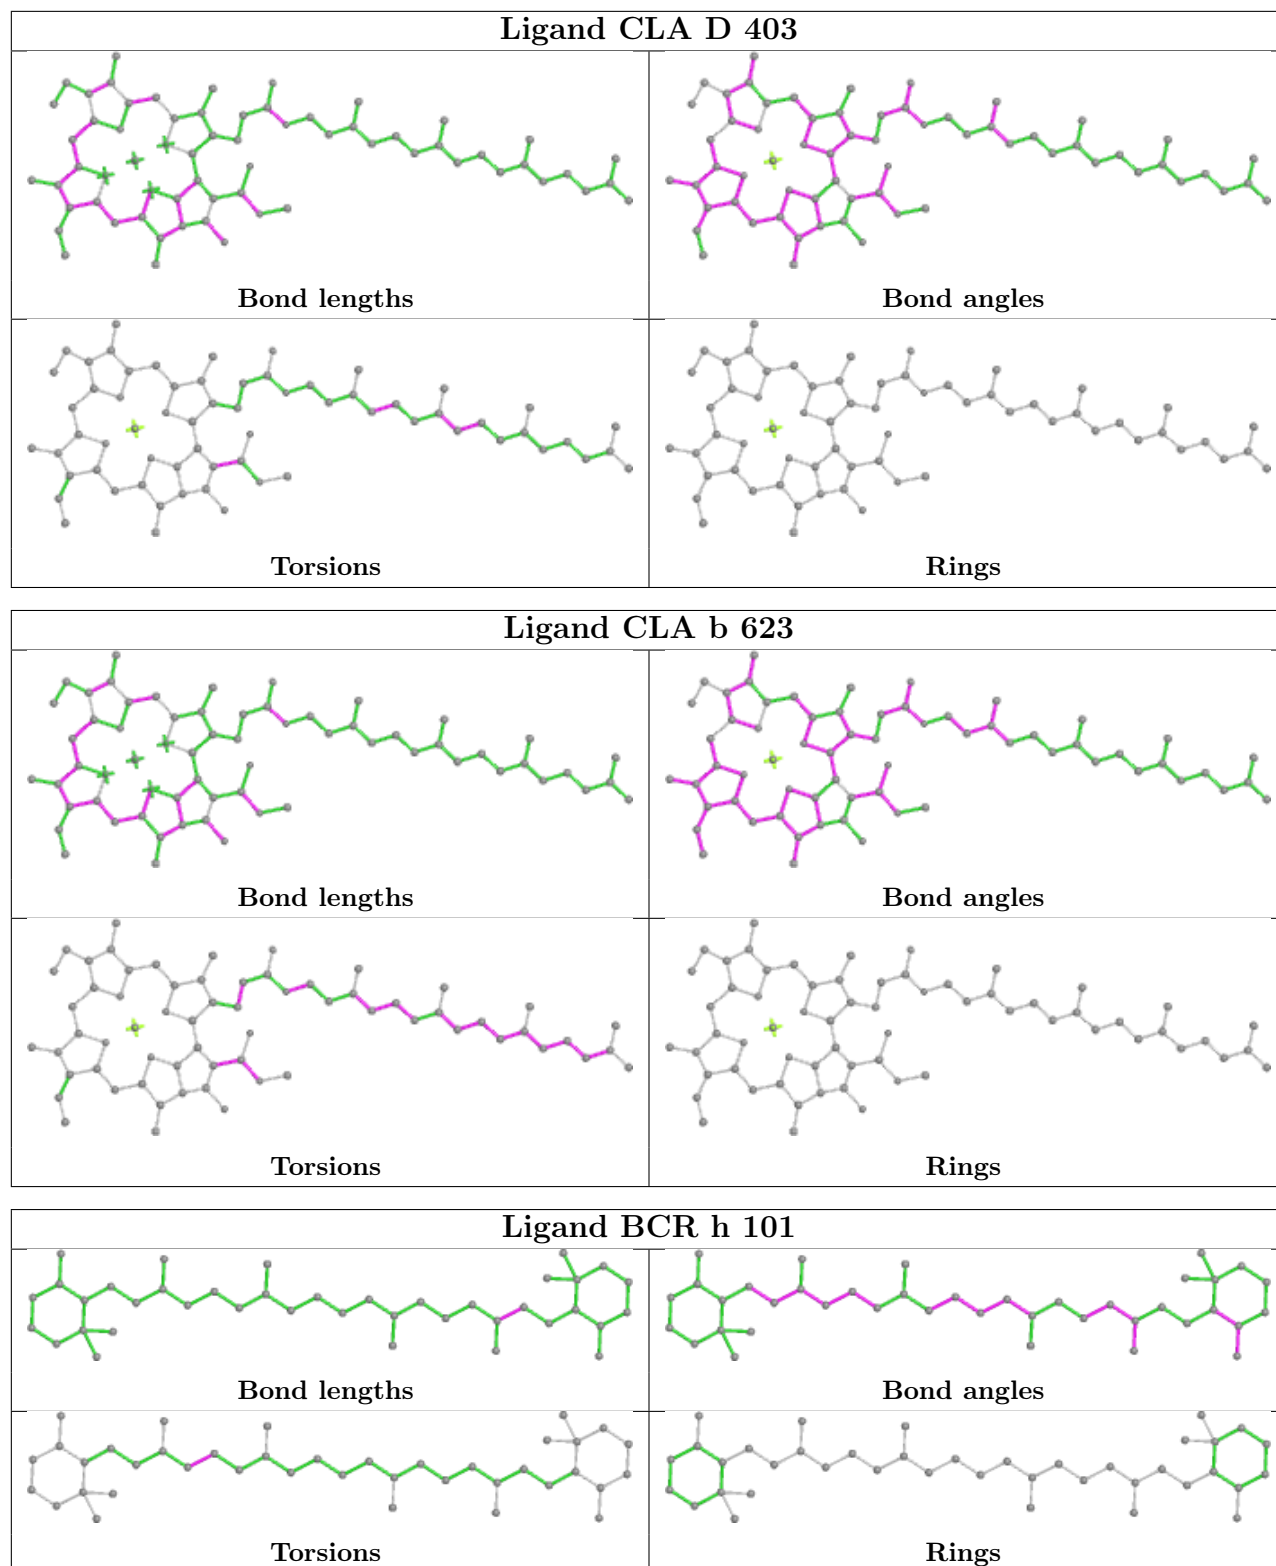 Ligand CLA D 403
Bond lengths
Bond angles
Torsions
Rings
Ligand CLA b 623
Bond lengths
Bond angles
Torsions
Rings
Ligand BCR h 101
Bond lengths
Bond angles
Torsions
Rings